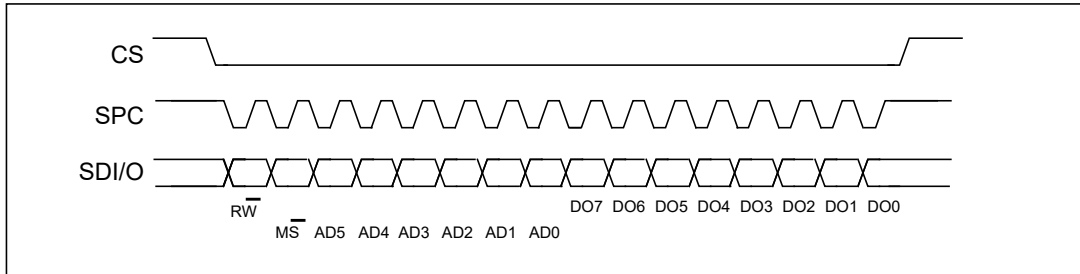 CS
SPC
SDI/O
RW DO7 DO6 DO5 DO4 DO3 DO2 DO1 DO0
MS AD5 AD4 AD3 AD2 AD1 AD0